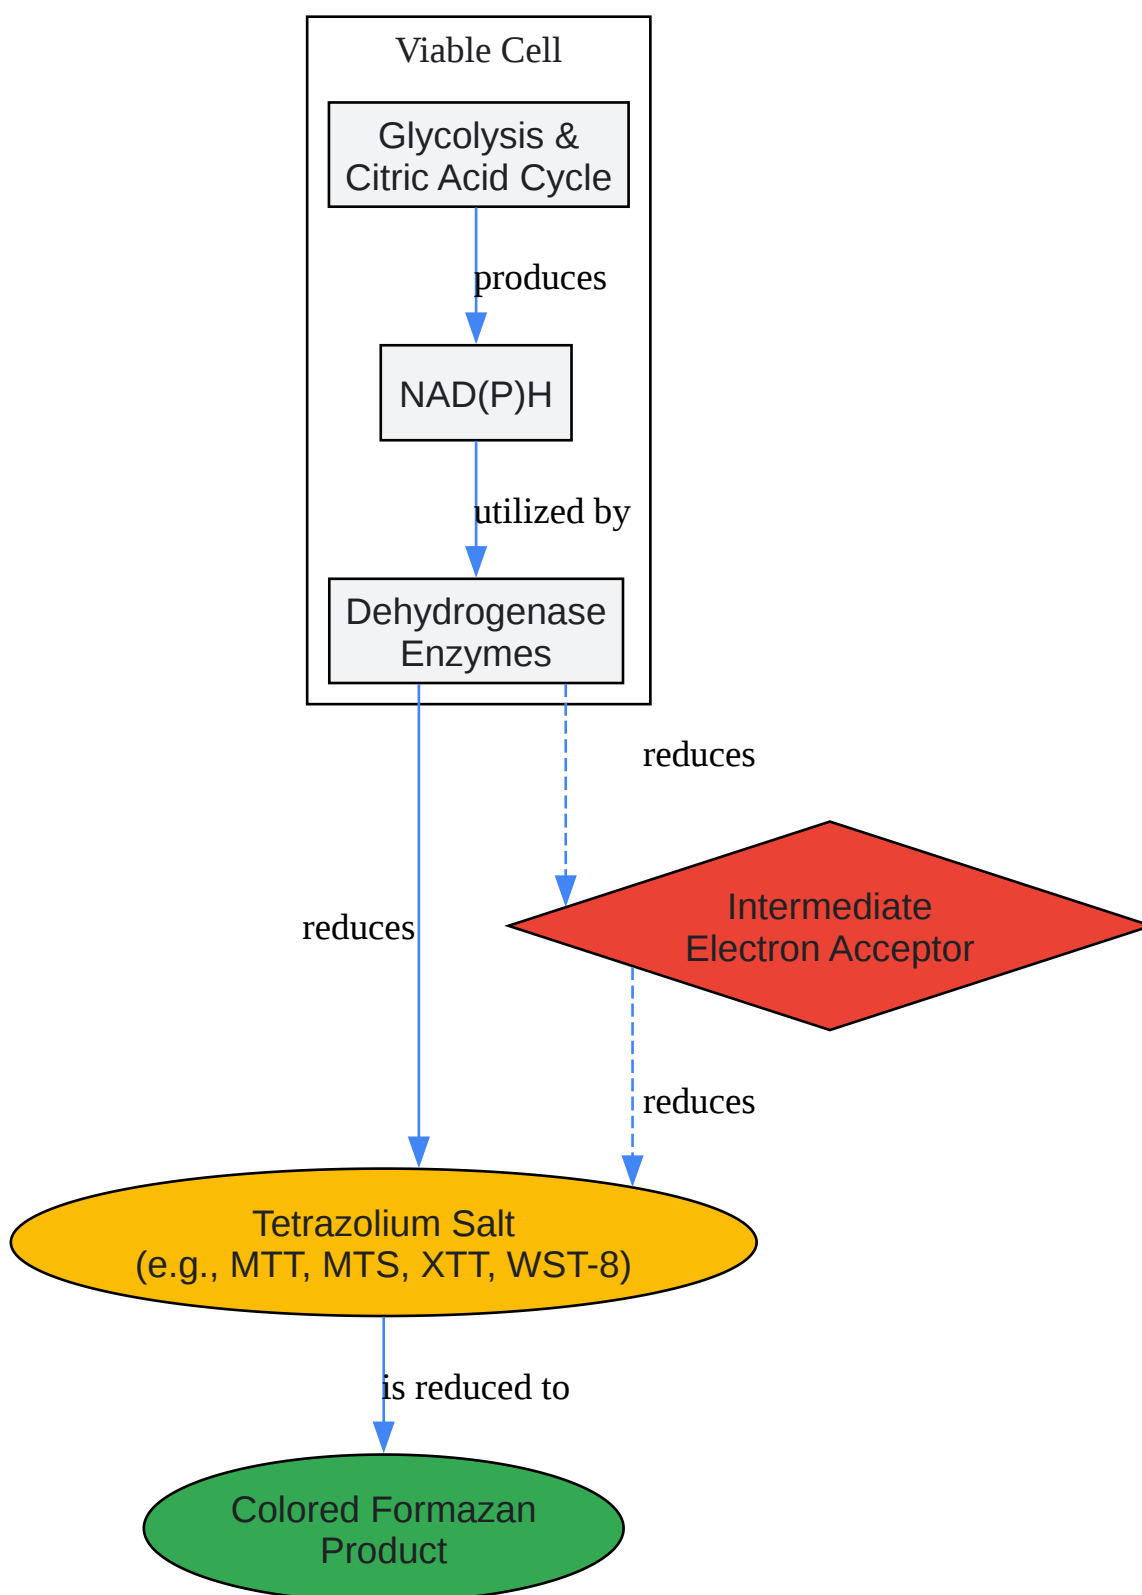 Viable Cell
Glycolysis &
Citric Acid Cycle
produces
NAD(P)H
utilized by
Dehydrogenase
Enzymes
reduces
Intermediate
Electron Acceptor
reduces
reduces
Tetrazolium Salt
(e.g., MTT, MTS, XTT, WST-8)
is reduced to
Colored Formazan
Product